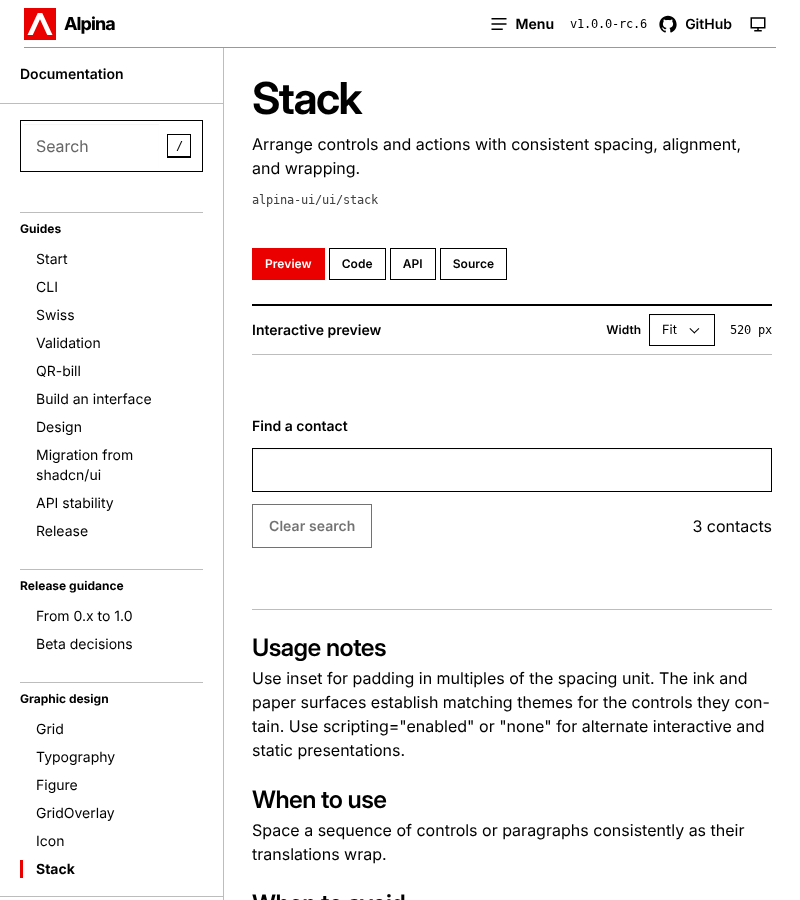 Alpina
Menu
v1.0.0-rc.6
GitHub
Documentation
Search
/
Guides
Start
CLI
Swiss
Validation
QR-bill
Build an interface
Design
Migration from
shadcn/ui
API stability
Release
Release guidance
From 0.x to 1.0
Beta decisions
Graphic design
Grid
Typography
Figure
GridOverlay
Icon
Stack
Stack
Arrange controls and actions with consistent spacing, alignment,
and wrapping.
alpina-ui/ui/stack
Preview
Code
API
Source
Interactive preview
Width
Fit
520 px
Find a contact
Clear search
3 contacts
Usage notes
Use inset for padding in multiples of the spacing unit. The ink and
paper surfaces establish matching themes for the controls they con-
tain. Use scripting="enabled" or "none" for alternate interactive and
static presentations.
When to use
Space a sequence of controls or paragraphs consistently as their
translations wrap.
When to avoid